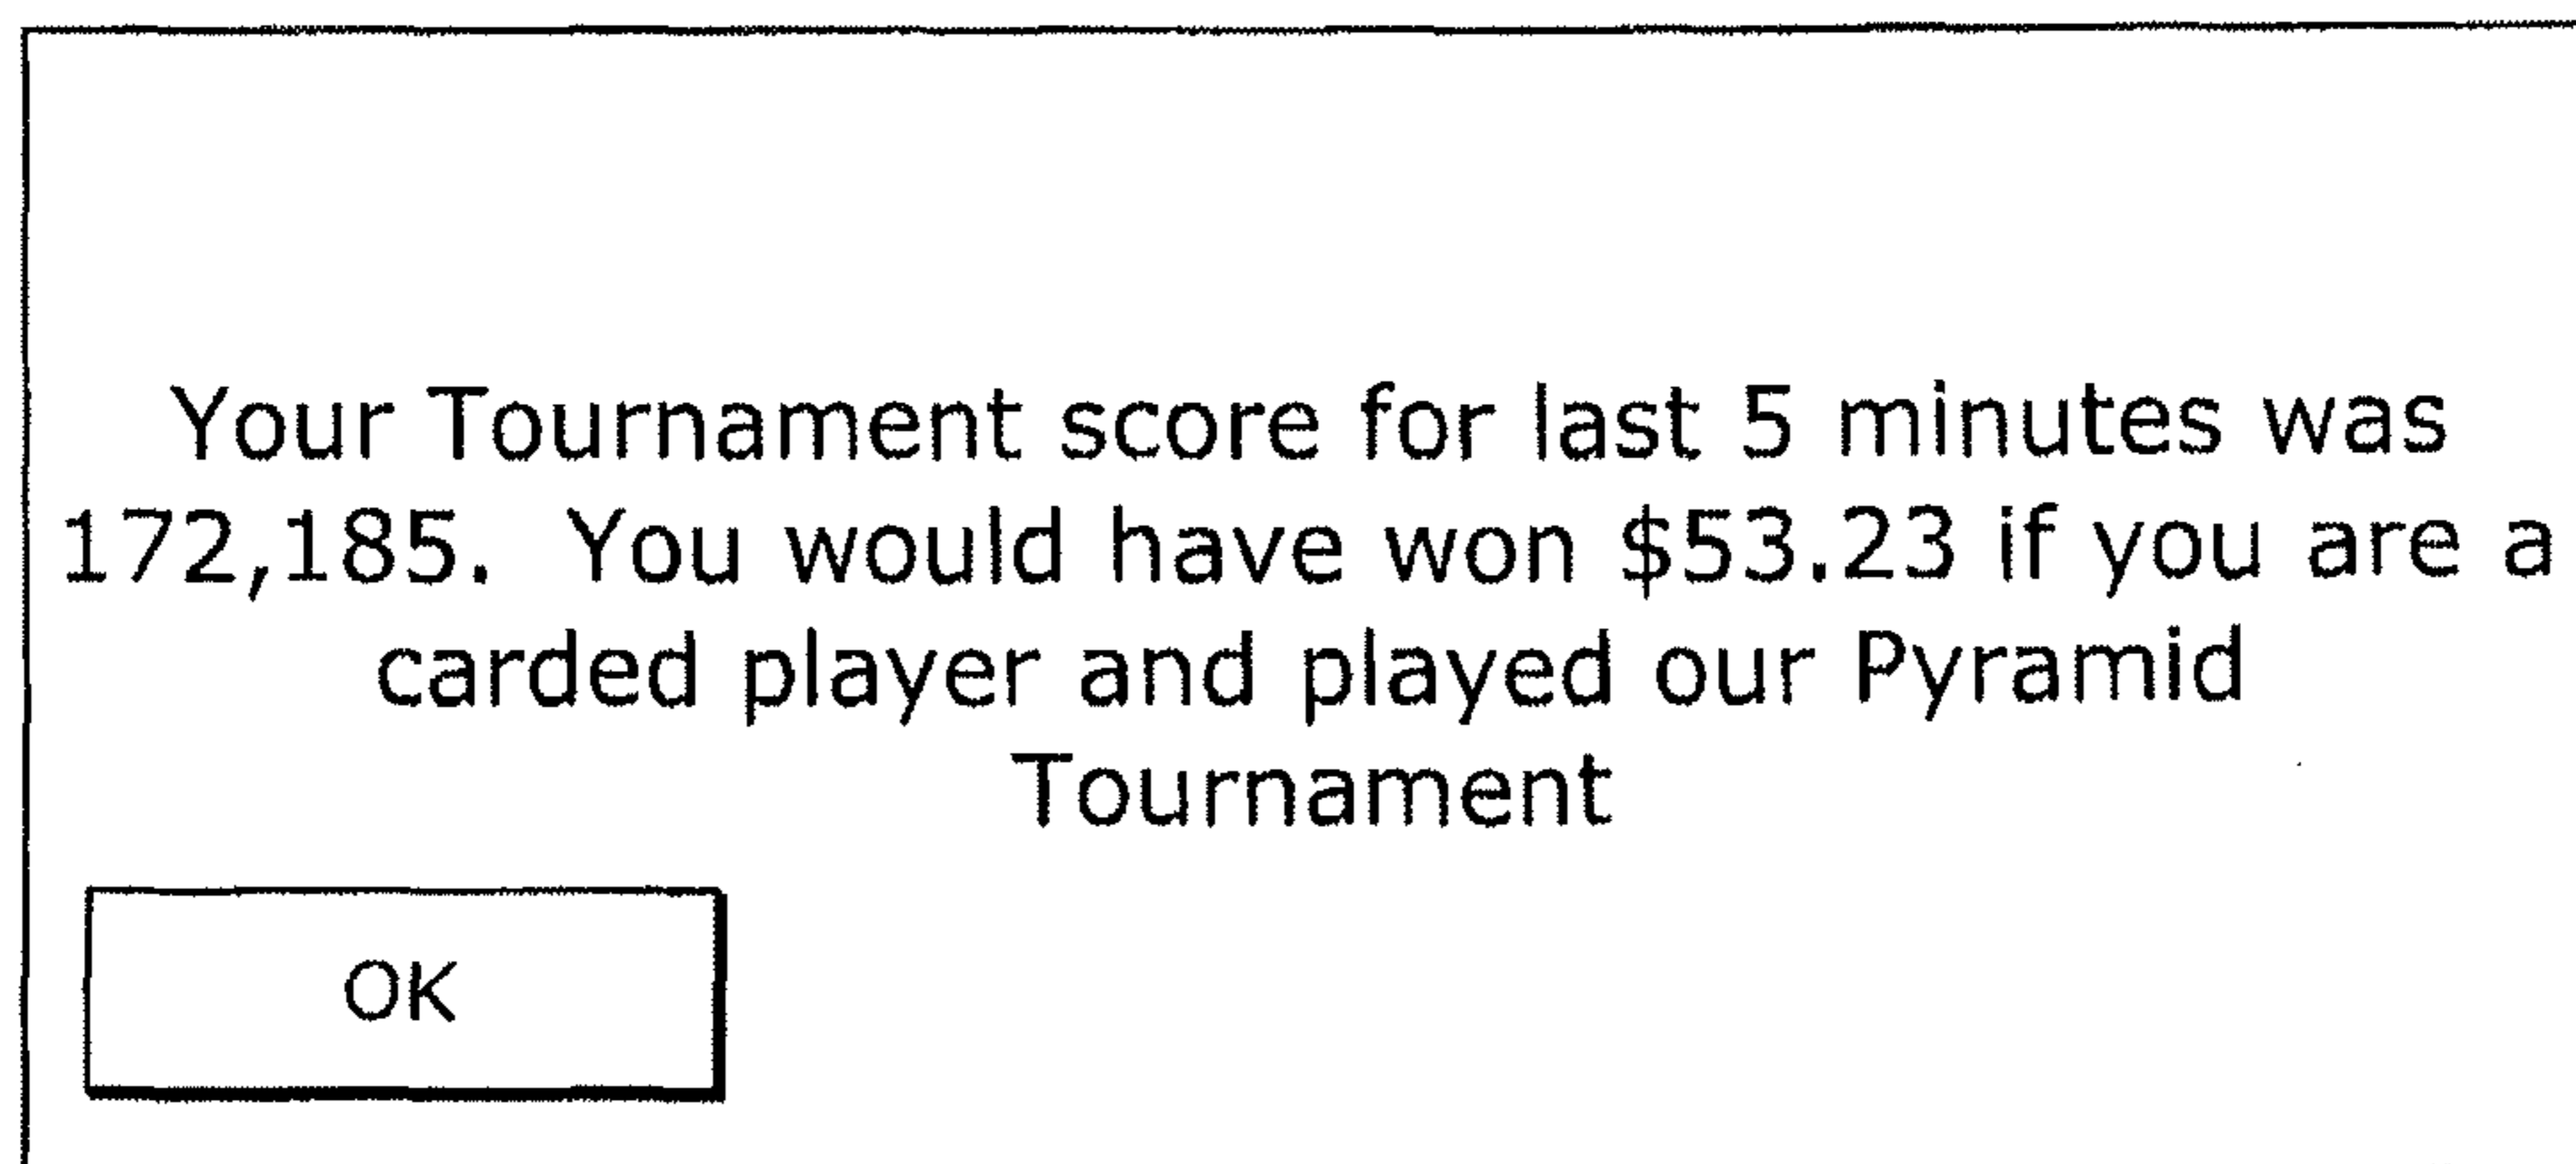 Your Tournament score for last 5 minutes was
172,185.  You would have won $53.23 if you are a
carded player and played our Pyramid
Tournament
OK